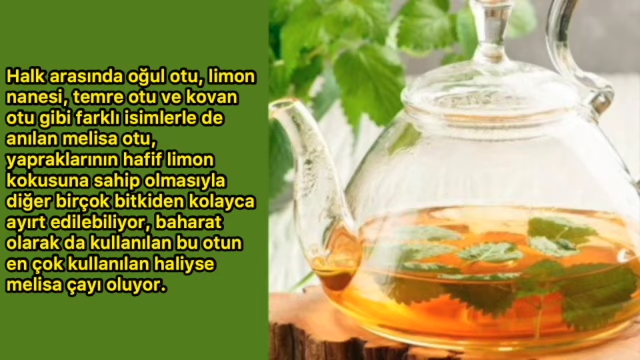 Halk arasında oğul otu, limon
nanesi, temre otu ve kovan
otu gibi farklı isimlerle de
anılan melisa otu,
yapraklarının hafif limon
kokusuna sahip olmasıyla
diğer birçok bitkiden kolayca
ayırt edilebiliyor, baharat
olarak da kullanılan bu otun
en çok kullanılan haliyse
melisa çayı oluyor.